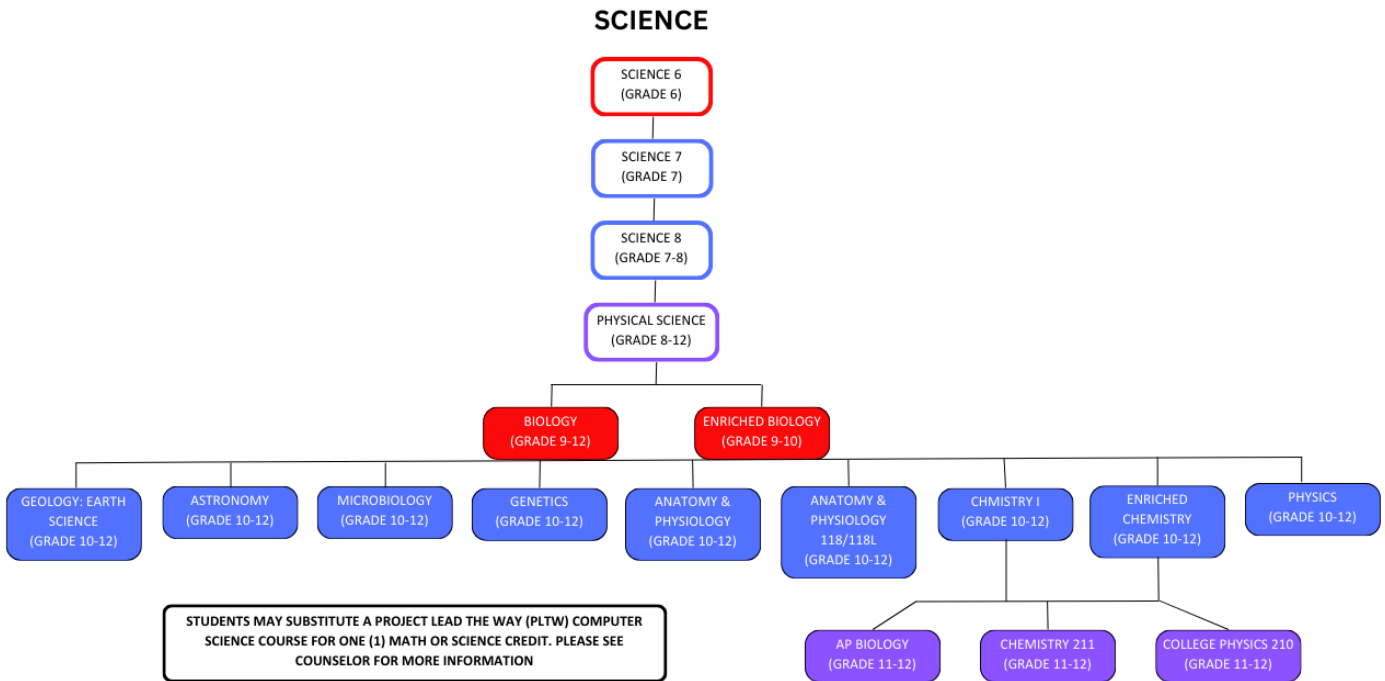 SCIENCE
SCIENCE 6
(GRADE 6)
SCIENCE 7
(GRADE 7)
SCIENCE 8
(GRADE 7-8)
PHYSICAL SCIENCE
(GRADE 8-12)
BIOLOGY
(GRADE 9-12)
ENRICHED BIOLOGY
(GRADE 9-10)
GEOLOGY: EARTH
SCIENCE
(GRADE 10-12)
ASTRONOMY
(GRADE 10-12)
MICROBIOLOGY
(GRADE 10-12)
GENETICS
(GRADE 10-12)
ANATOMY &
PHYSIOLOGY
(GRADE 10-12)
ANATOMY &
PHYSIOLOGY
118/118L
(GRADE 10-12)
CHMISTRY I
(GRADE 10-12)
ENRICHED
CHEMISTRY
(GRADE 10-12)
PHYSICS
(GRADE 10-12)
STUDENTS MAY SUBSTITUTE A PROJECT LEAD THE WAY (PLTW) COMPUTER
SCIENCE COURSE FOR ONE (1) MATH OR SCIENCE CREDIT. PLEASE SEE
COUNSELOR FOR MORE INFORMATION
AP BIOLOGY
(GRADE 11-12)
CHEMISTRY 211
(GRADE 11-12)
COLLEGE PHYSICS 210
(GRADE 11-12)